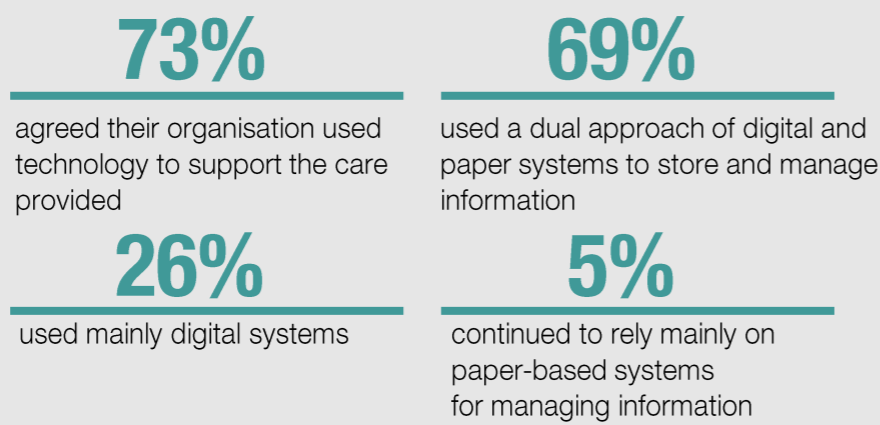 73%
agreed their organisation used
technology to support the care
provided
69%
used a dual approach of digital and
paper systems to store and manage
information
26%
used mainly digital systems
5%
continued to rely mainly on
paper-based systems
for managing information